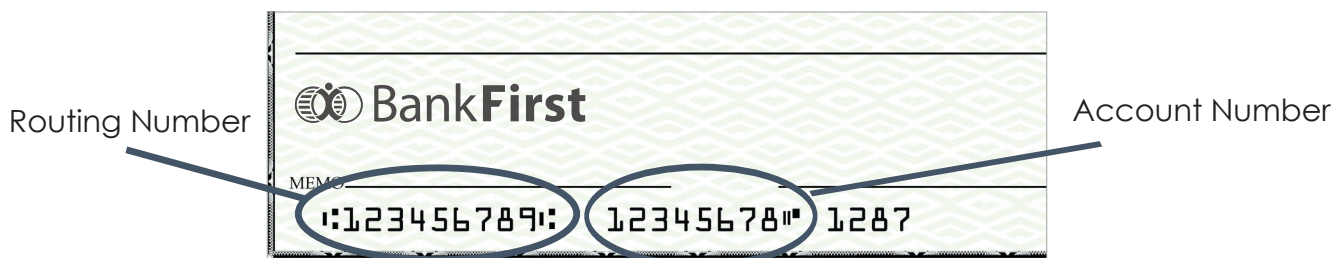 BankFirst
Routing Number
Account Number
MEMO
⑆123456789⑆ 12345678⑈ 1287